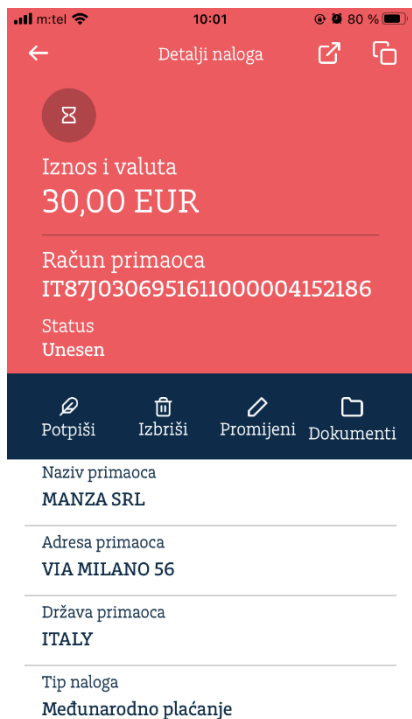 m:tel 10:01 80 %
Detalji naloga
Iznos i valuta
30,00 EUR
Račun primaoca
IT87J0306951611000004152186
Status
Unesen
Potpiši Izbriši Promijeni Dokumenti
Naziv primaoca
MANZA SRL
Adresa primaoca
VIA MILANO 56
Država primaoca
ITALY
Tip naloga
Međunarodno plaćanje